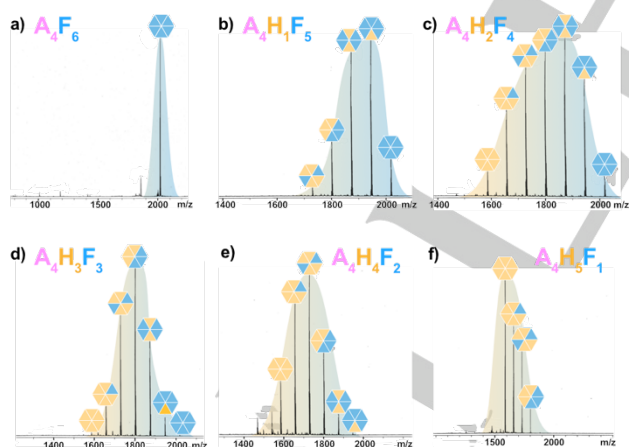 a) A4F6
b) A4H1F5
c) A4H2F4
1000 1500 2000 m/z
1400 1600 1800 2000 m/z
1400 1600 1800 2000 m/z
d) A4H3F3
e) A4H4F2
f) A4H5F1
1400 1600 1800 2000 m/z
1400 1600 1800 2000 m/z
1500 2000 m/z